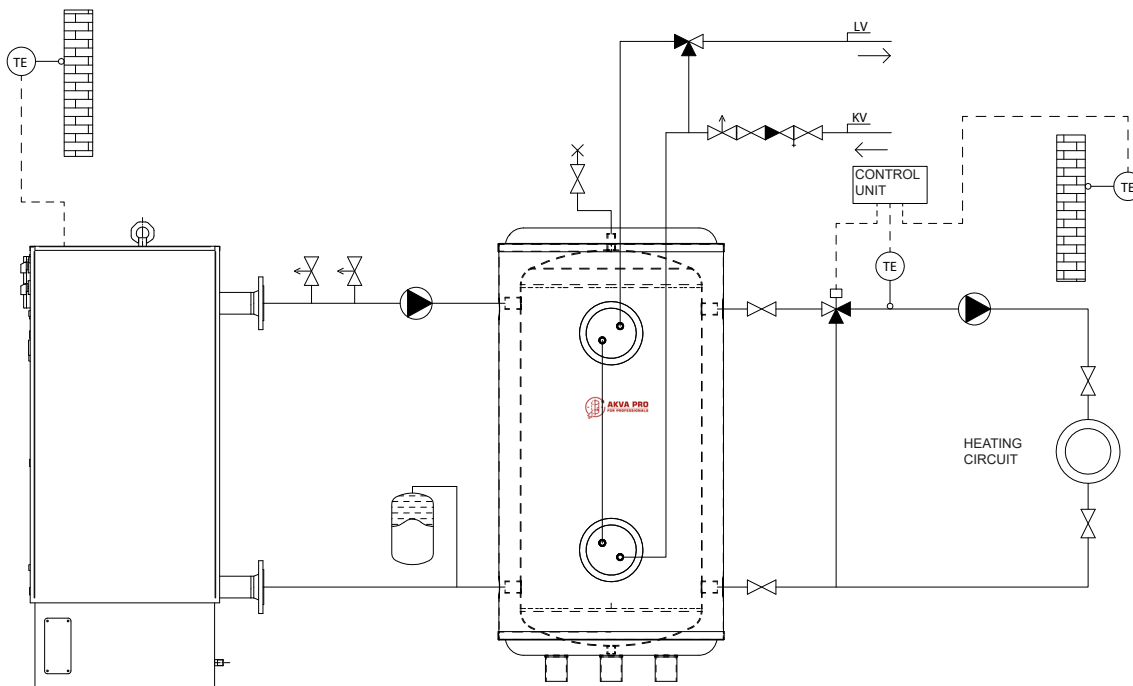 LV
TE
KV
CONTROL
UNIT
TE
TE
AKVA PRO
FOR PROFESSIONALS
HEATING
CIRCUIT